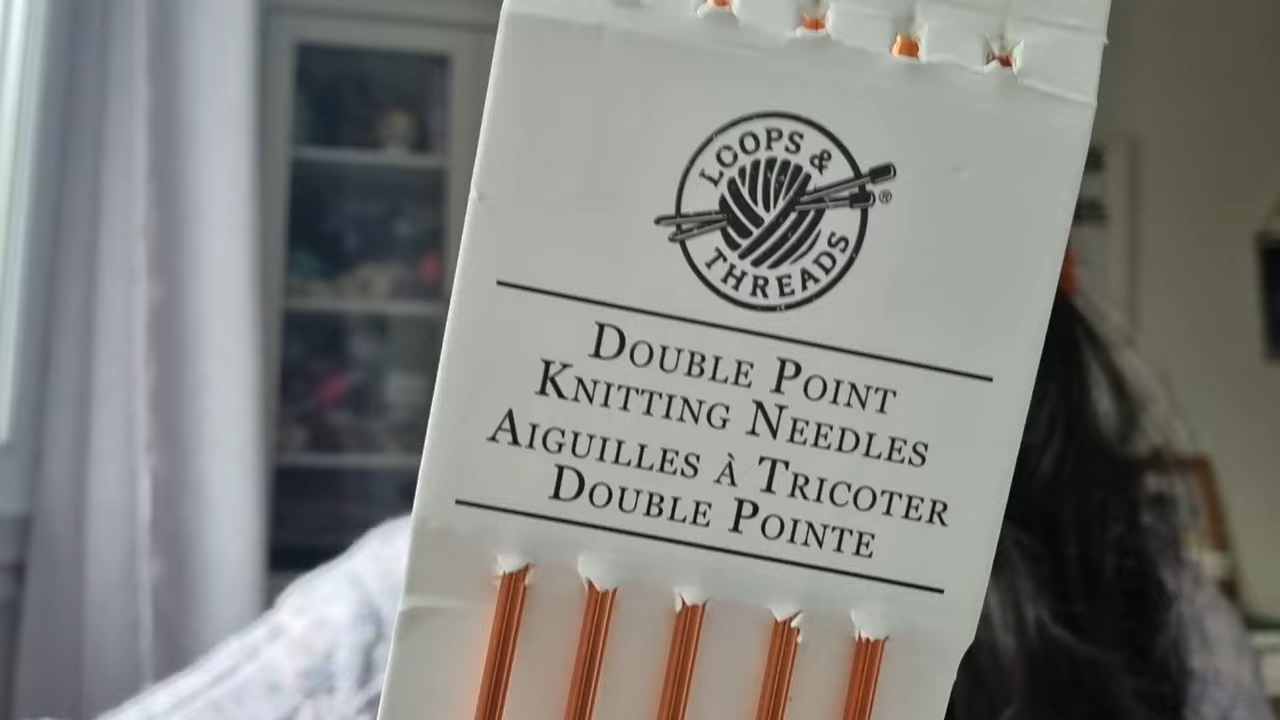 LOOPS &
THREADS
®
DOUBLE POINT
KNITTING NEEDLES
AIGUILLES À TRICOTER
DOUBLE POINTE